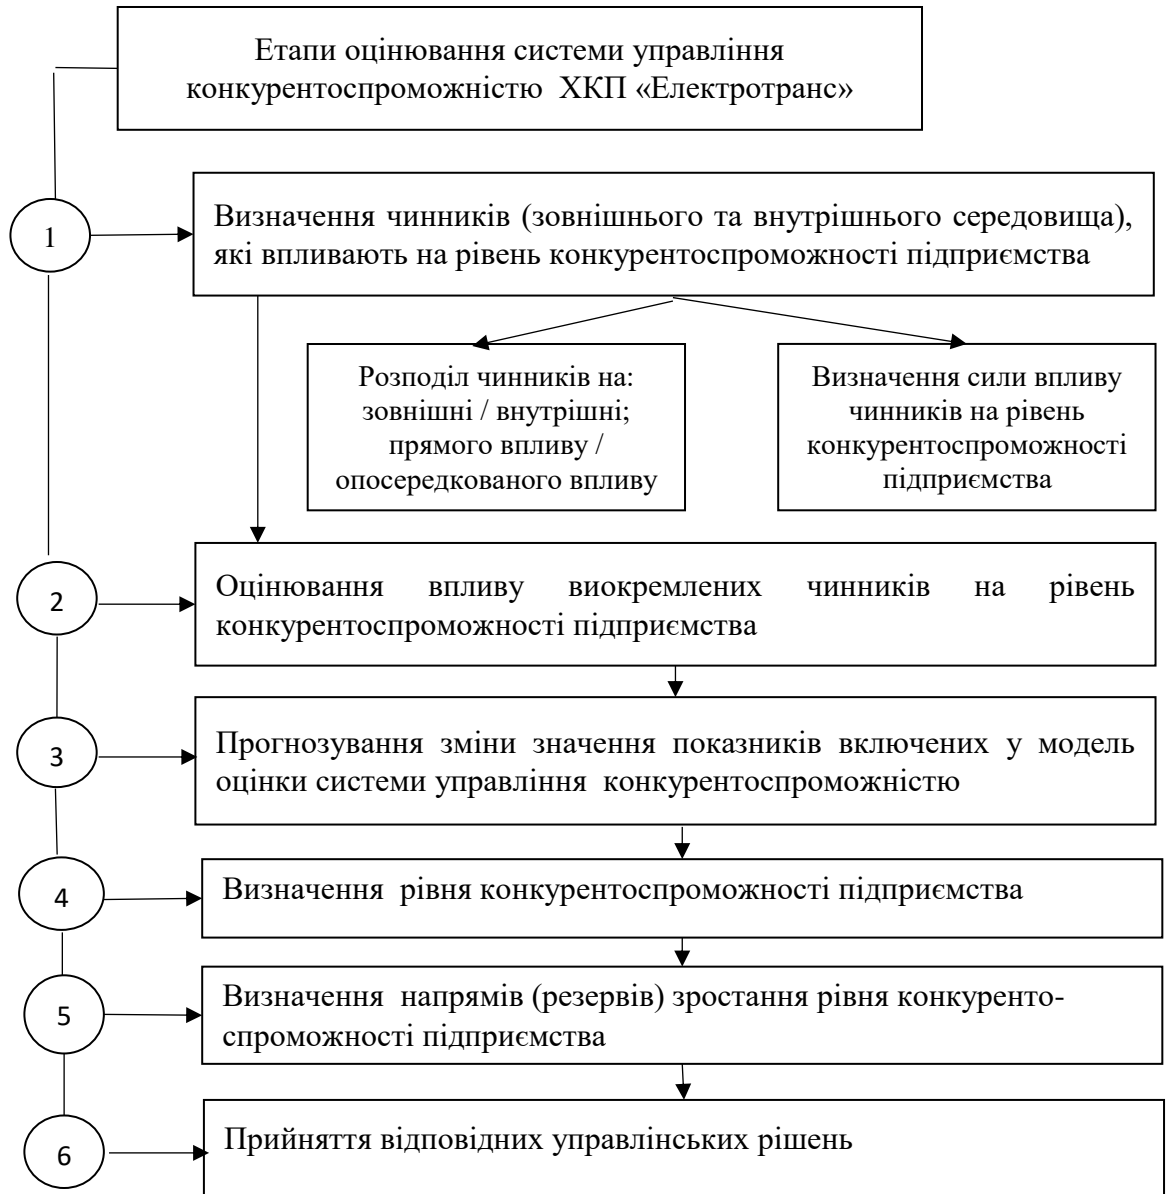 Етапи оцінювання системи управління
конкурентоспроможністю ХКП «Електротранс»
1
Визначення чинників (зовнішнього та внутрішнього середовища),
які впливають на рівень конкурентоспроможності підприємства
Розподіл чинників на:
зовнішні / внутрішні;
прямого впливу /
опосередкованого впливу
Визначення сили впливу
чинників на рівень
конкурентоспроможності
підприємства
2
Оцінювання впливу виокремлених чинників на рівень
конкурентоспроможності підприємства
3
Прогнозування зміни значення показників включених у модель
оцінки системи управління конкурентоспроможністю
4
Визначення рівня конкурентоспроможності підприємства
5
Визначення напрямів (резервів) зростання рівня конкуренто-
спроможності підприємства
6
Прийняття відповідних управлінських рішень